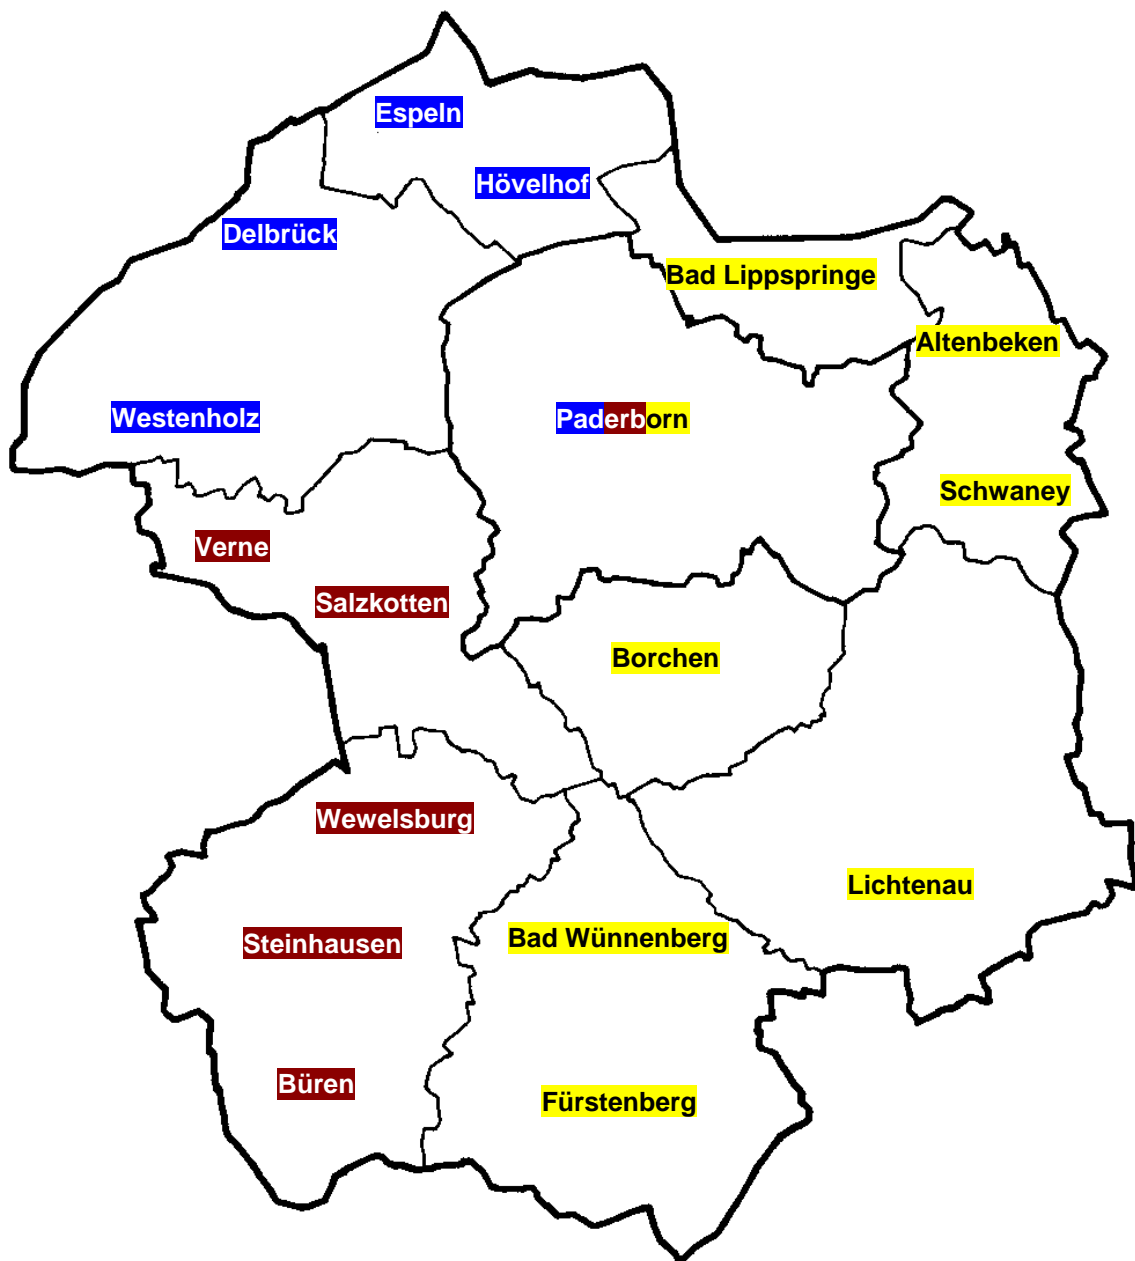 Espeln
Hövelhof
Delbrück
Bad Lippspringe
Altenbeken
Westenholz
Paderborn
Schwaney
Verne
Salzkotten
Borchen
Wewelsburg
Lichtenau
Steinhausen
Bad Wünnenberg
Büren
Fürstenberg